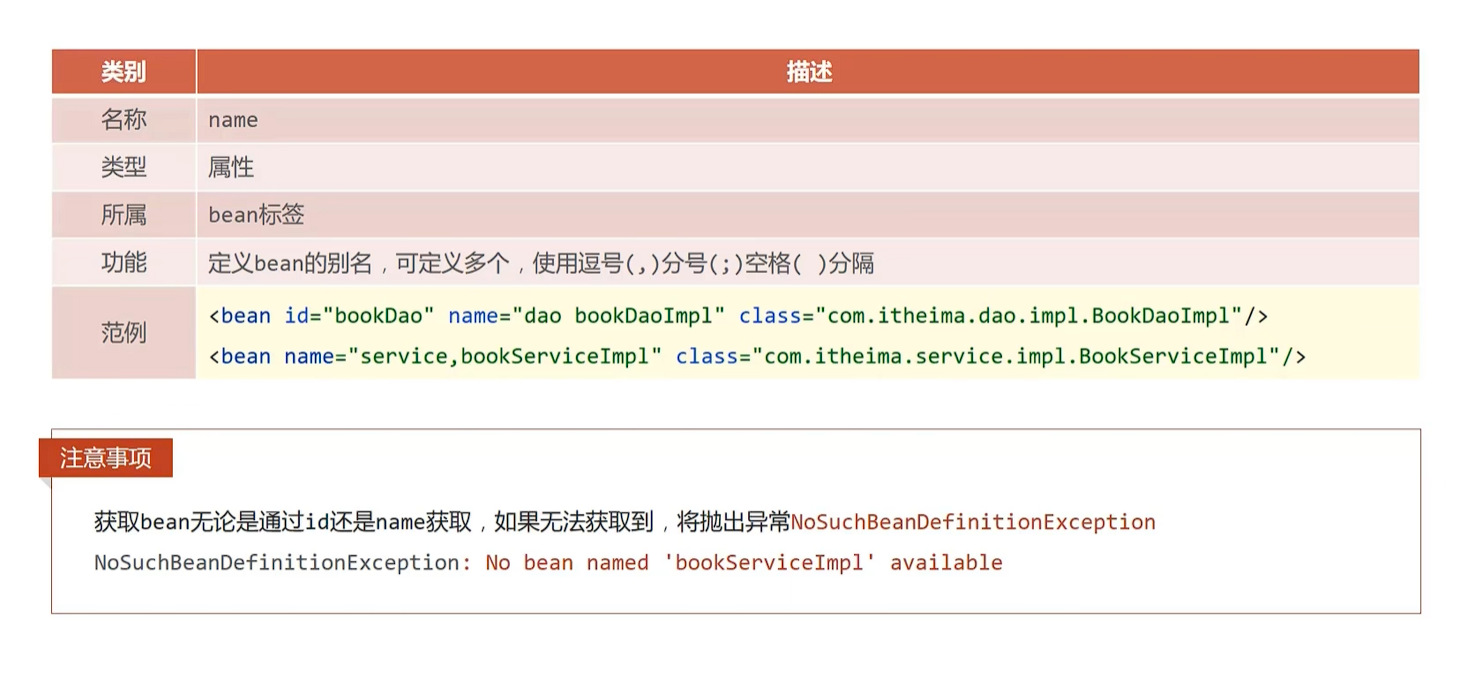 类别 描述
名称 name
类型 属性
所属 bean标签
功能 定义bean的别名，可定义多个，使用逗号(,)分号(;)空格( )分隔
范例
<bean id="bookDao" name="dao bookDaoImpl" class="com.itheima.dao.impl.BookDaoImpl"/>
<bean name="service,bookServiceImpl" class="com.itheima.service.impl.BookServiceImpl"/>
注意事项
获取bean无论是通过id还是name获取，如果无法获取到，将抛出异常NoSuchBeanDefinitionException
NoSuchBeanDefinitionException: No bean named 'bookServiceImpl' available